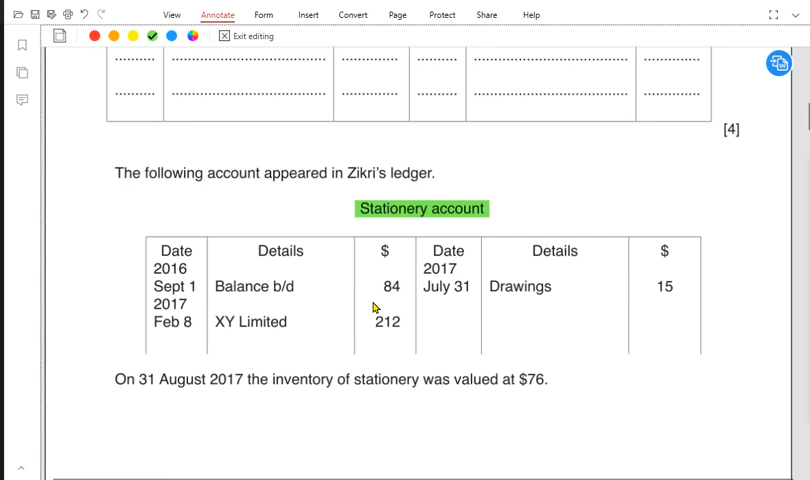 View Annotate Form Insert Convert Page Protect Share Help
Exit editing
[4]
The following account appeared in Zikri's ledger.
Stationery account
Date Details $ Date Details $
2016 2017
Sept 1 Balance b/d 84 July 31 Drawings 15
2017
Feb 8 XY Limited 212
On 31 August 2017 the inventory of stationery was valued at $76.